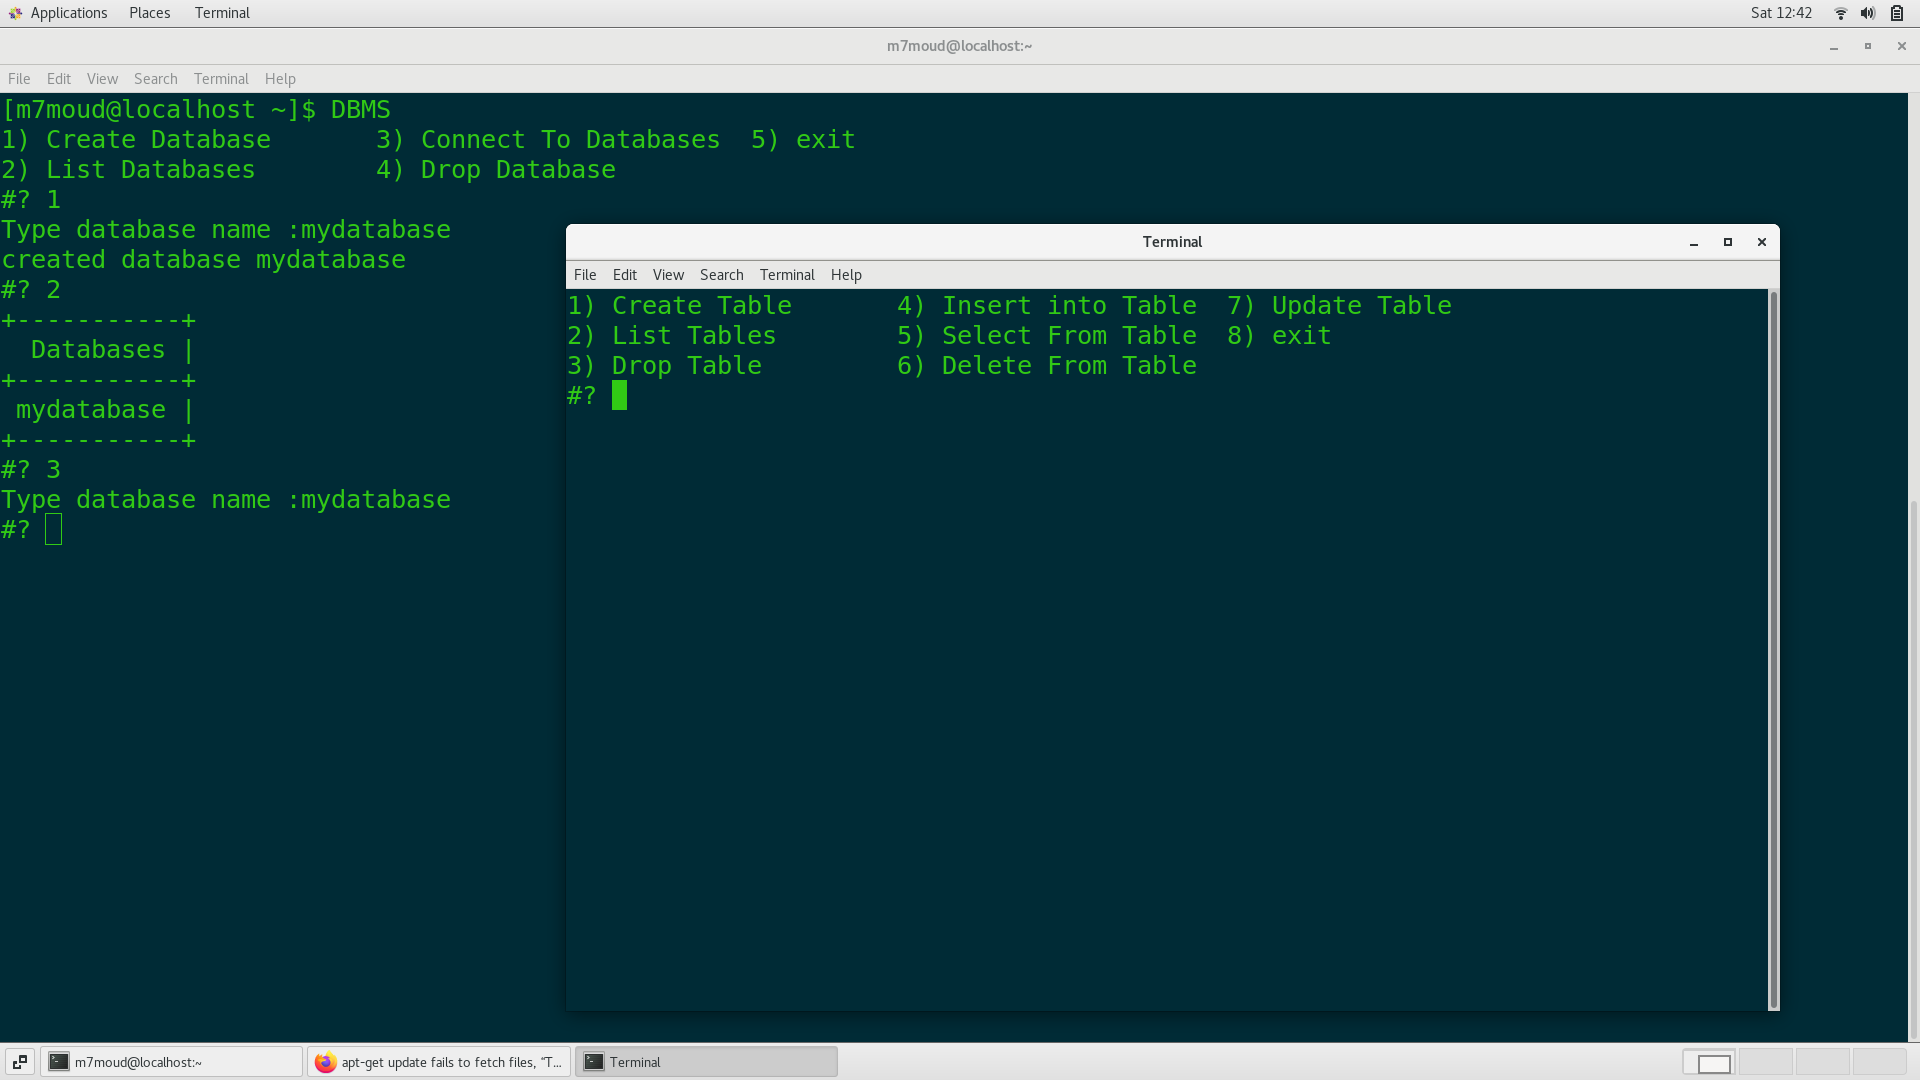 Applications Places Terminal Sat 12:42
m7moud@localhost:~
File Edit View Search Terminal Help
[m7moud@localhost ~]$ DBMS
1) Create Database       3) Connect To Databases  5) exit
2) List Databases        4) Drop Database
#? 1
Type database name :mydatabase
created database mydatabase
#? 2
+-----------+
  Databases |
+-----------+
 mydatabase |
+-----------+
#? 3
Type database name :mydatabase
#?
Terminal
File Edit View Search Terminal Help
1) Create Table       4) Insert into Table  7) Update Table
2) List Tables        5) Select From Table  8) exit
3) Drop Table         6) Delete From Table
#?
m7moud@localhost:~ apt-get update fails to fetch files, “T... Terminal